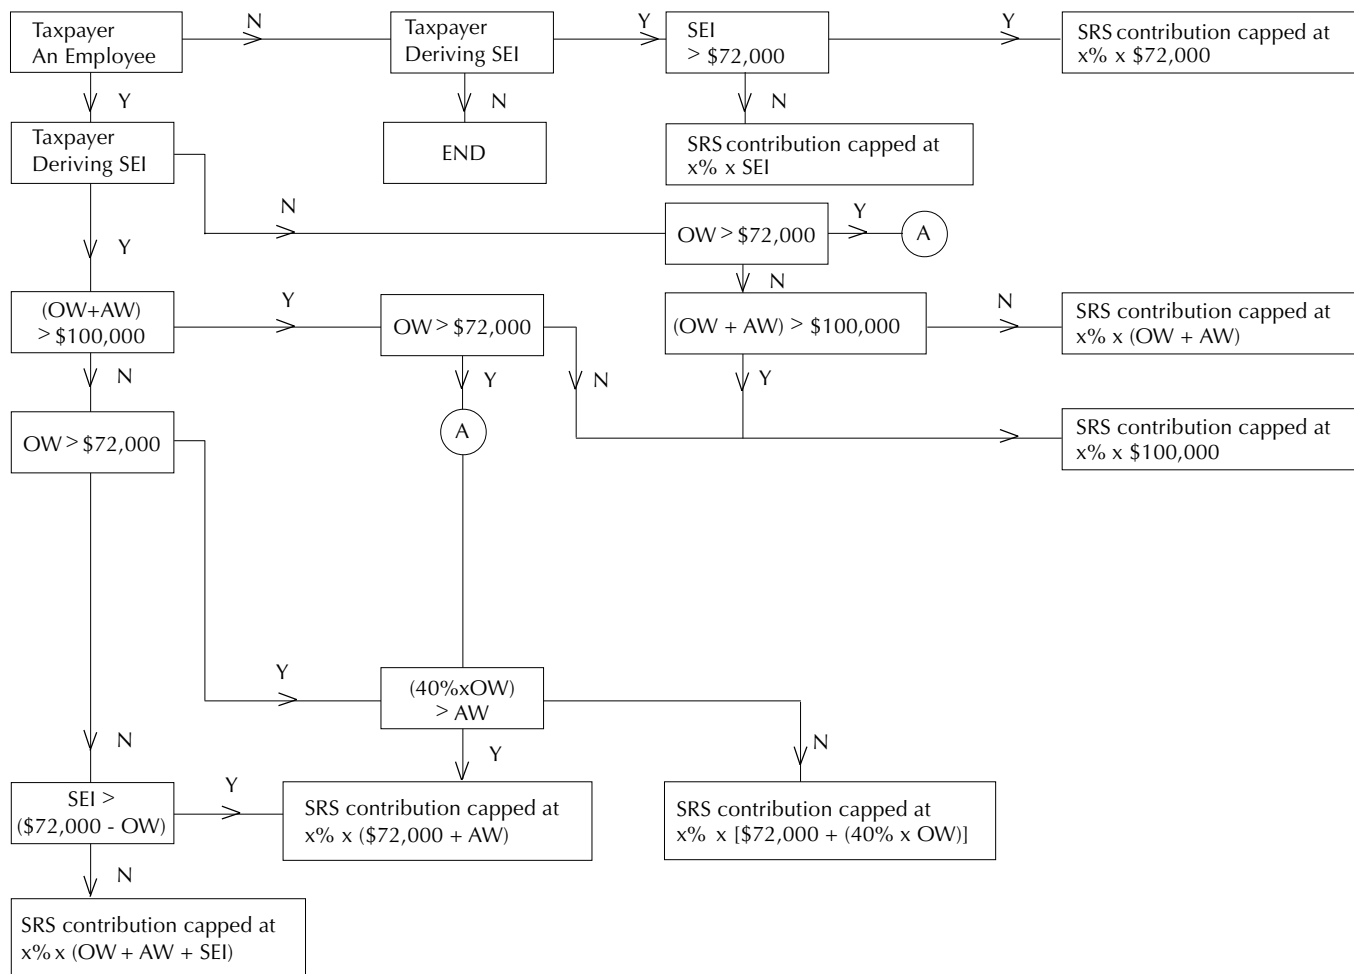 Taxpayer
An Employee
N
Taxpayer
Deriving SEI
Y
SEI
> $72,000
Y
SRS contribution capped at
x% x $72,000
Y
N
N
Taxpayer
Deriving SEI
END
SRS contribution capped at
x% x SEI
N
OW > $72,000
Y
A
Y
N
(OW+AW)
> $100,000
Y
OW > $72,000
(OW + AW) > $100,000
N
SRS contribution capped at
x% x (OW + AW)
N
Y
N
Y
OW > $72,000
A
SRS contribution capped at
x% x $100,000
Y
(40%xOW)
> AW
N
Y
N
SEI >
($72,000 - OW)
Y
SRS contribution capped at
x% x ($72,000 + AW)
SRS contribution capped at
x% x [$72,000 + (40% x OW)]
N
SRS contribution capped at
x% x (OW + AW + SEI)